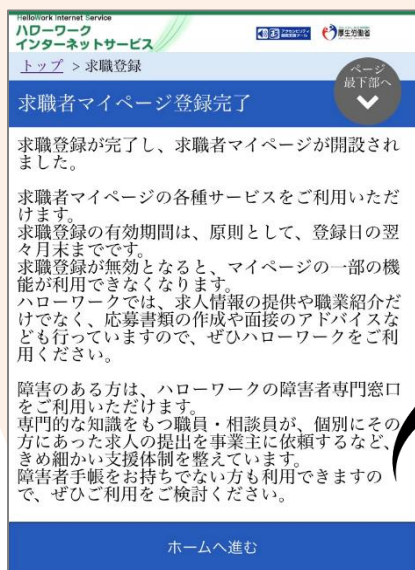 HelloWork Internet Service
ハローワーク
インターネットサービス
厚生労働省
トップ > 求職登録
ページ
最下部へ
求職者マイページ登録完了
求職登録が完了し、求職者マイページが開設され
ました。
求職者マイページの各種サービスをご利用いただ
けます。
求職登録の有効期間は、原則として、登録日の翌
々月末までです。
求職登録が無効となると、マイページの一部の機
能が利用できなくなります。
ハローワークでは、求人情報の提供や職業紹介だ
けでなく、応募書類の作成や面接のアドバイスな
ども行っていますので、ぜひハローワークをご利
用ください。
障害のある方は、ハローワークの障害者専門窓口
をご利用いただけます。
専門的な知識をもつ職員・相談員が、個別にその
方にあった求人の提出を事業主に依頼するなど、
きめ細かい支援体制を整えています。
障害者手帳をお持ちでない方も利用できますの
で、ぜひご利用をご検討ください。
ホームへ進む